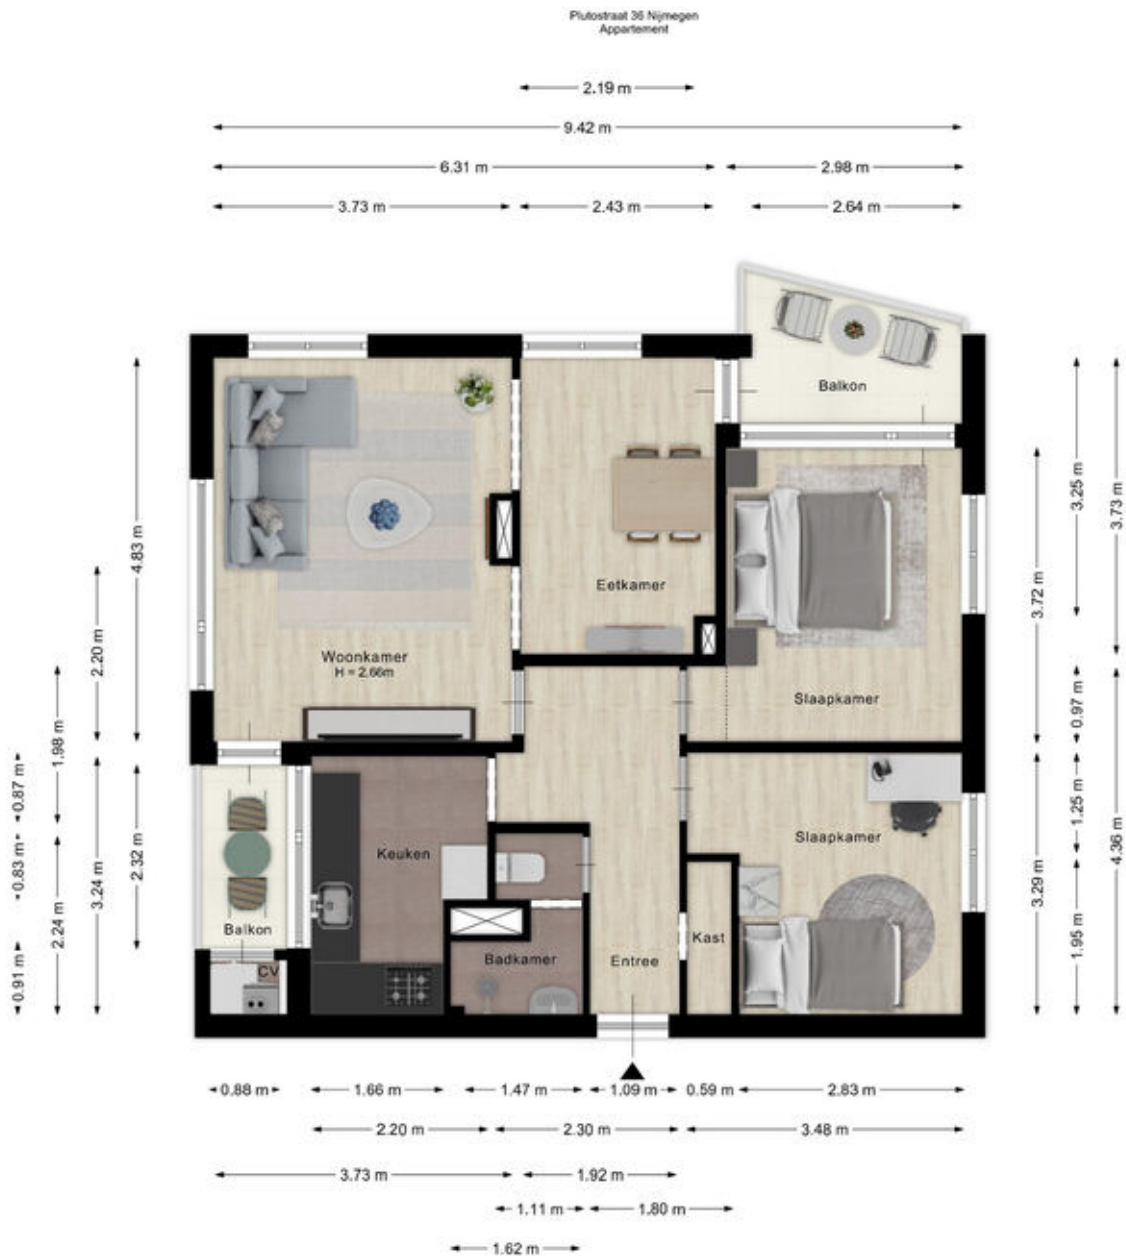 Plutostraat 36 Nijmegen
Appartement
2.19 m
9.42 m
6.31 m
2.98 m
3.73 m
2.43 m
2.64 m
Balkon
Eetkamer
Woonkamer
H = 2.66m
Slaapkamer
Slaapkamer
Keuken
Balkon
CV
Badkamer
Entree
Kast
4.83 m
2.20 m
1.98 m
0.87 m
0.83 m
0.91 m
2.24 m
3.24 m
2.32 m
3.25 m
3.73 m
3.72 m
0.97 m
1.25 m
4.36 m
3.29 m
1.95 m
0.88 m
1.66 m
1.47 m
1.09 m
0.59 m
2.83 m
2.20 m
2.30 m
3.48 m
3.73 m
1.92 m
1.11 m
1.80 m
1.62 m